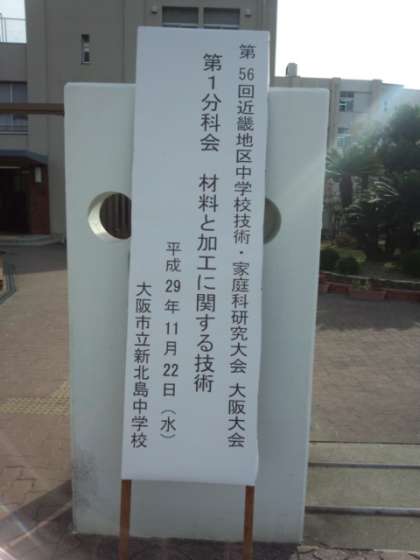 第56回近畿地区中学校技術・家庭科研究大会 大阪大会
第1分科会 材料と加工に関する技術
平成29年11月22日（水）
大阪市立新北島中学校